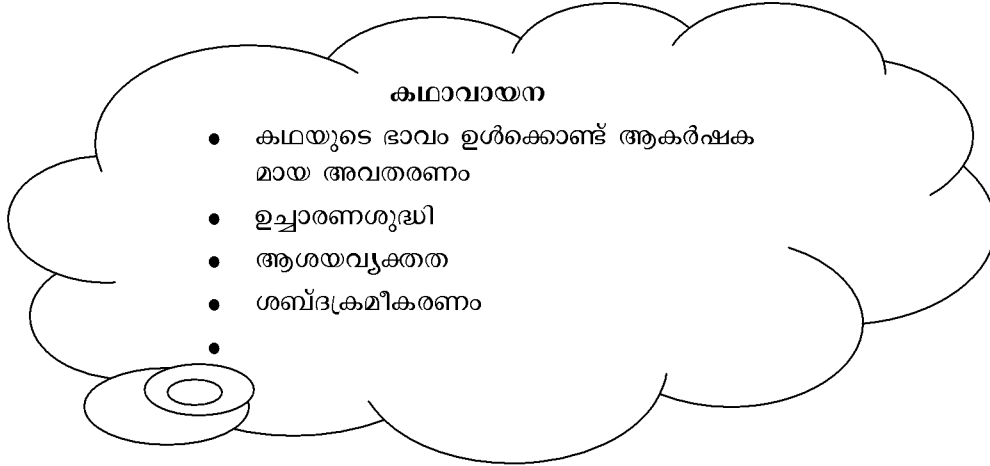 കഥാവായന
• കഥയുടെ ഭാവം ഉൾക്കൊണ്ട് ആകർഷക
മായ അവതരണം
• ഉച്ചാരണശുദ്ധി
• ആശയവ്യക്തത
• ശബ്ദക്രമീകരണം
•